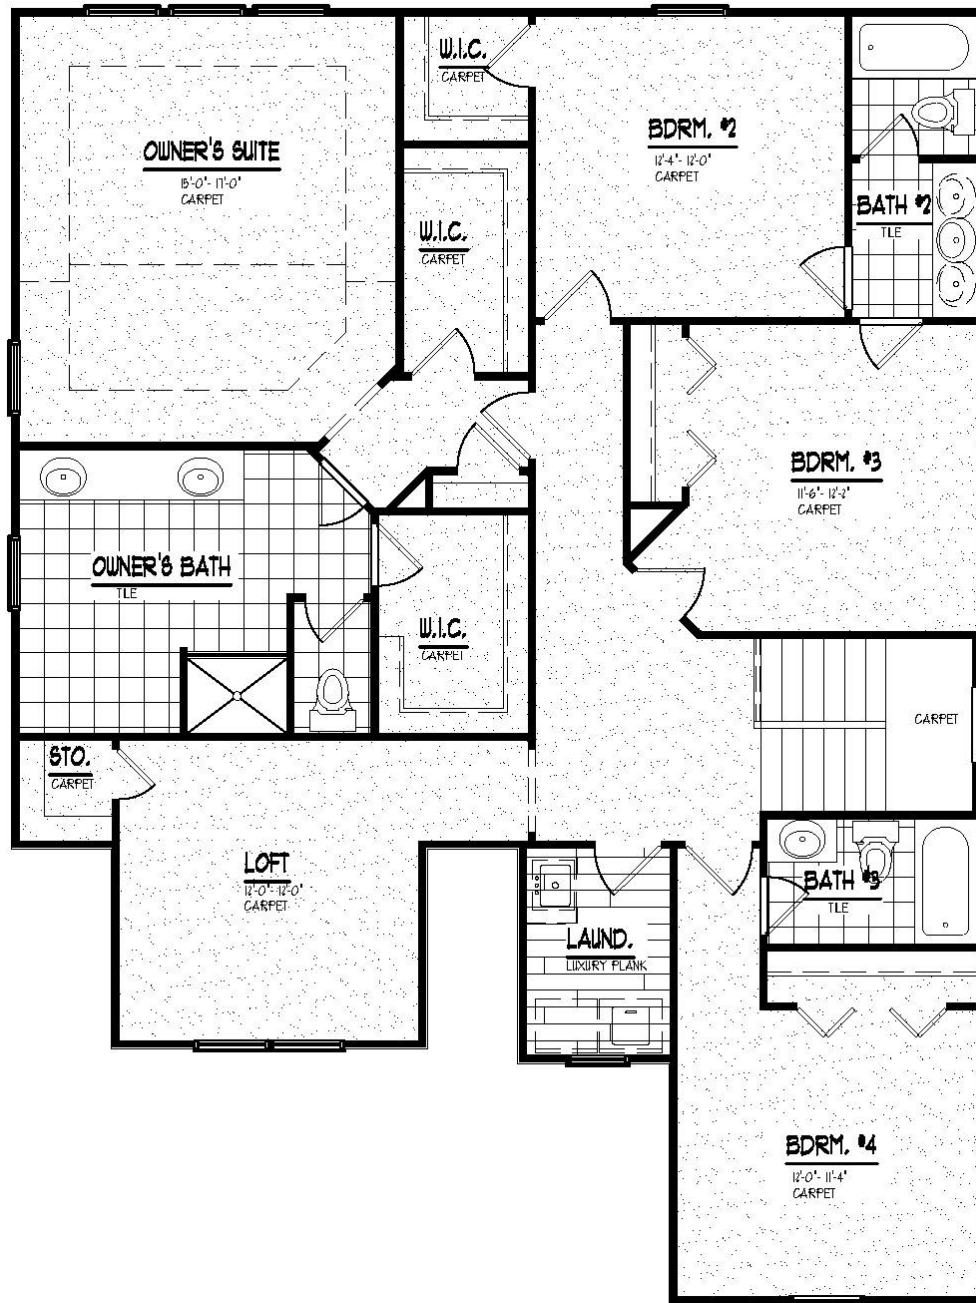 W.I.C.
CARPET
OWNER'S SUITE
15'-0"- 17'-0"
CARPET
BDRM. #2
12'-4"- 12'-0"
CARPET
W.I.C.
CARPET
BATH #2
TILE
BDRM. #3
11'-6"- 12'-2"
CARPET
OWNER'S BATH
TILE
W.I.C.
CARPET
CARPET
STO.
CARPET
LOFT
12'-0"- 12'-0"
CARPET
BATH #3
TILE
LAUND.
LUXURY PLANK
BDRM. #4
12'-0"- 11'-4"
CARPET